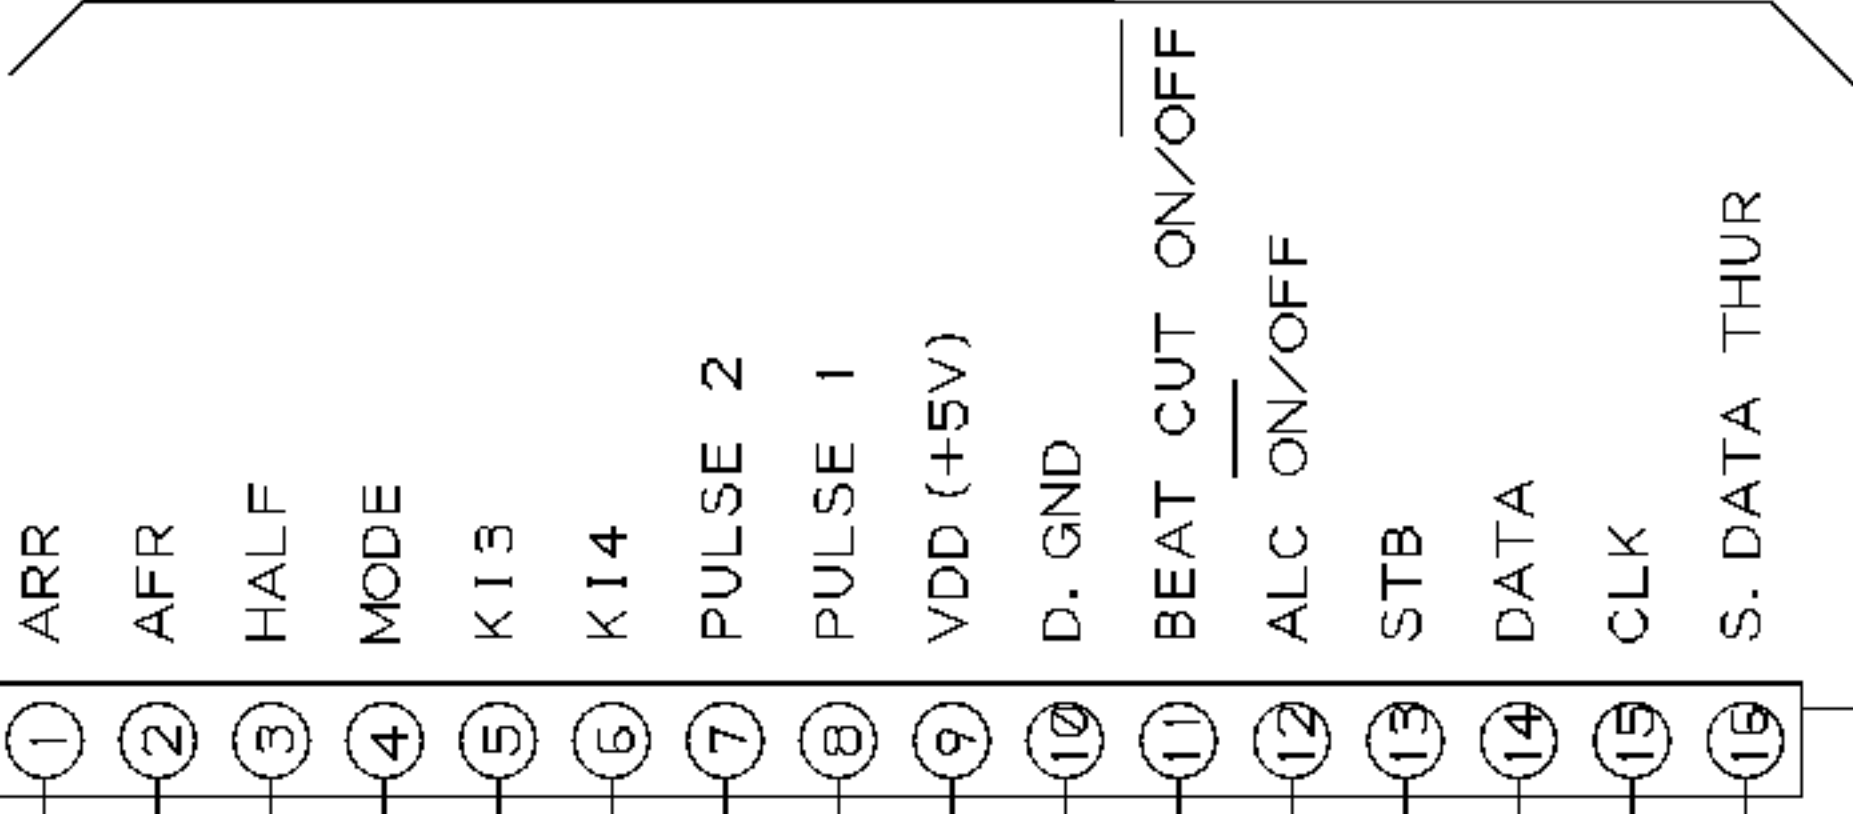 ARR
AFR
HALF
MODE
KI3
KI4
PULSE 2
PULSE 1
VDD (+5V)
D. GND
BEAT CUT ON/OFF
ALC ON/OFF
STB
DATA
CLK
S. DATA THUR
1
2
3
4
5
6
7
8
9
10
11
12
13
14
15
16